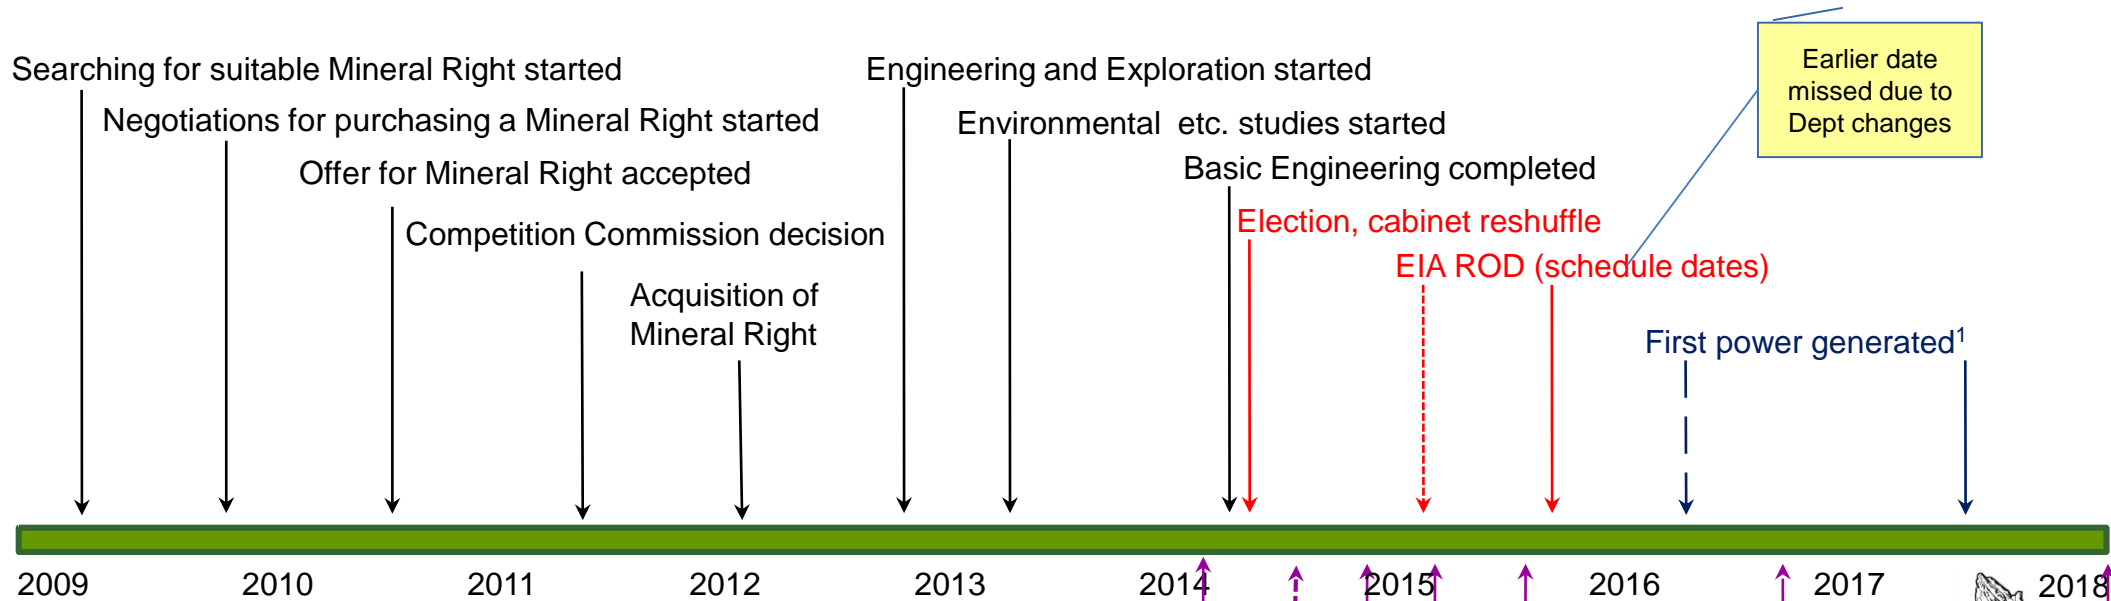 Searching for suitable Mineral Right started
Negotiations for purchasing a Mineral Right started
Offer for Mineral Right accepted
Competition Commission decision
Acquisition of
Mineral Right
Engineering and Exploration started
Environmental etc. studies started
Basic Engineering completed
Election, cabinet reshuffle
EIA ROD (schedule dates)
Earlier date
missed due to
Dept changes
First power generated¹
2009 2010 2011 2012 2013 2014 2015 2016 2017 2018